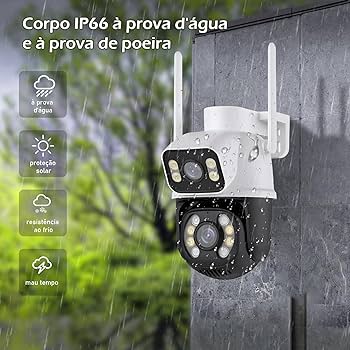 Corpo IP66 à prova d'água
e à prova de poeira
à prova
d'água
proteção
solar
resistência
ao frio
mau tempo